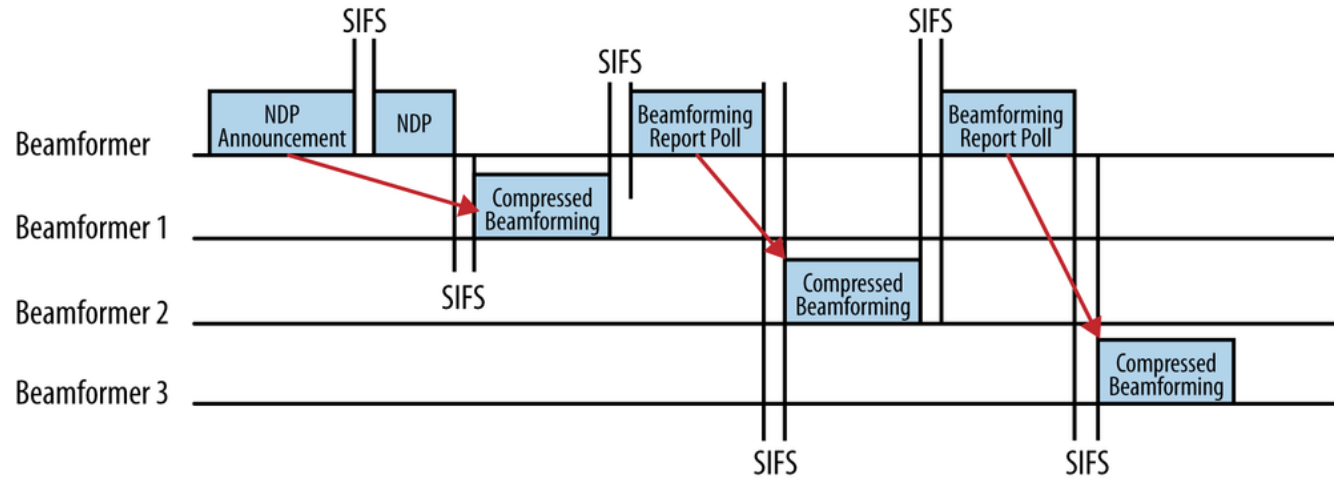 SIFS
SIFS
SIFS
NDP
Announcement
NDP
Beamforming
Report Poll
Beamforming
Report Poll
Beamformer
Compressed
Beamforming
Beamformer 1
SIFS
Compressed
Beamforming
Beamformer 2
Compressed
Beamforming
Beamformer 3
SIFS
SIFS